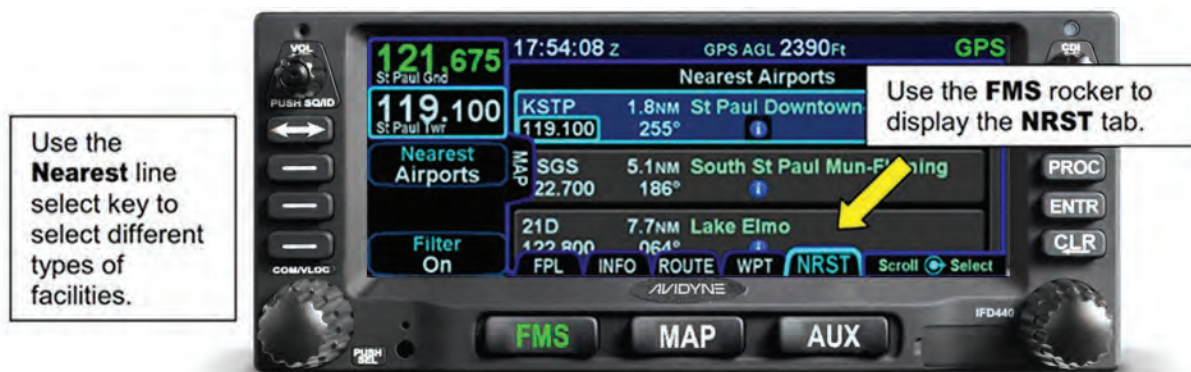 Use the
Nearest line
select key to
select different
types of
facilities.
VOL
PUSH SQ/ID
COM/VLOC
PUSH
SEL
121.675
St Paul Gnd
119.100
St Paul Twr
Nearest
Airports
Filter
On
MAP
17:54:08 Z GPS AGL 2390Ft GPS
Nearest Airports
KSTP 1.8NM St Paul Downtown-
119.100 255°
SGS 5.1NM South St Paul Mun-F ing
22.700 186°
21D 7.7NM Lake Elmo
122.800 064°
FPL INFO ROUTE WPT NRST Scroll Select
Use the FMS rocker to
display the NRST tab.
CDI
PROC
ENTR
CLR
AVIDYNE
IFD440
FMS MAP AUX